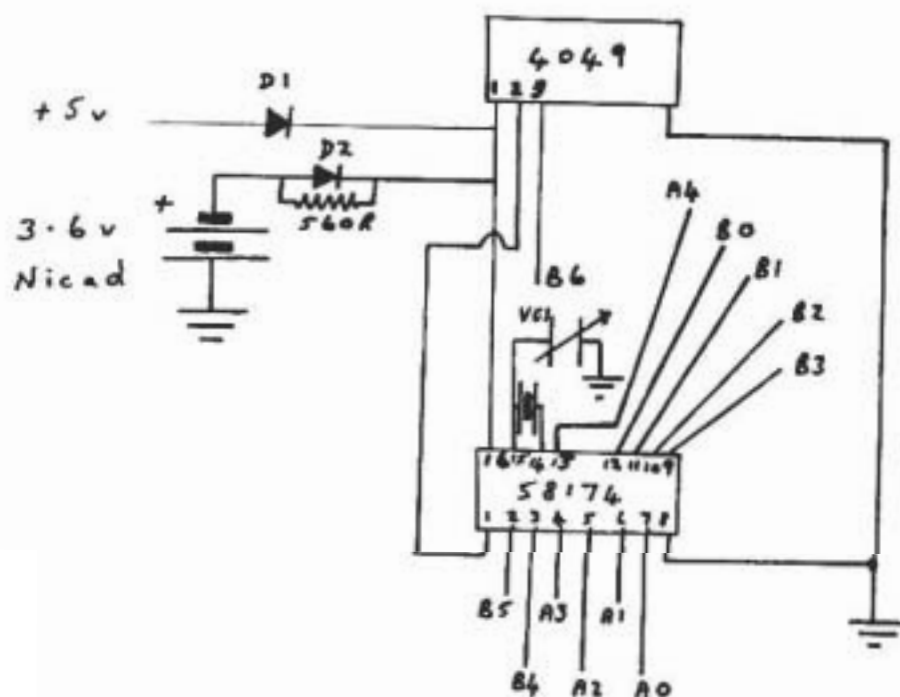 4049
1 2 3
D1
+5v
D2
+
560R
3.6v
Nicad
A4
B0
B1
B2
B3
B6
VC1
16 15 14 13 12 11 10 9
58174
1 2 3 4 5 6 7 8
B5 A3 A1
B4 A2 A0